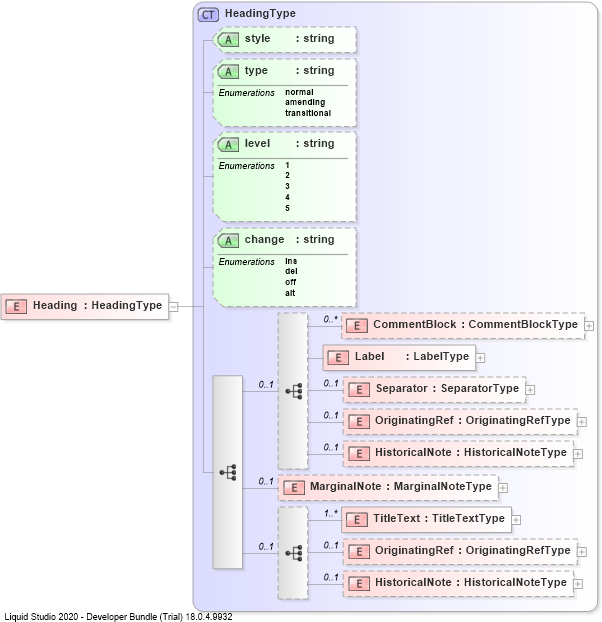 CT HeadingType
A style : string
A type : string
Enumerations normal
amending
transitional
A level : string
Enumerations 1
2
3
4
5
A change : string
Enumerations ins
del
off
alt
E Heading : HeadingType
0..* E CommentBlock : CommentBlockType
E Label : LabelType
0..1 0..1 E Separator : SeparatorType
0..1 E OriginatingRef : OriginatingRefType
0..1 E HistoricalNote : HistoricalNoteType
0..1 E MarginalNote : MarginalNoteType
1..* E TitleText : TitleTextType
0..1 0..1 E OriginatingRef : OriginatingRefType
0..1 E HistoricalNote : HistoricalNoteType
Liquid Studio 2020 - Developer Bundle (Trial) 18.0.4.9932